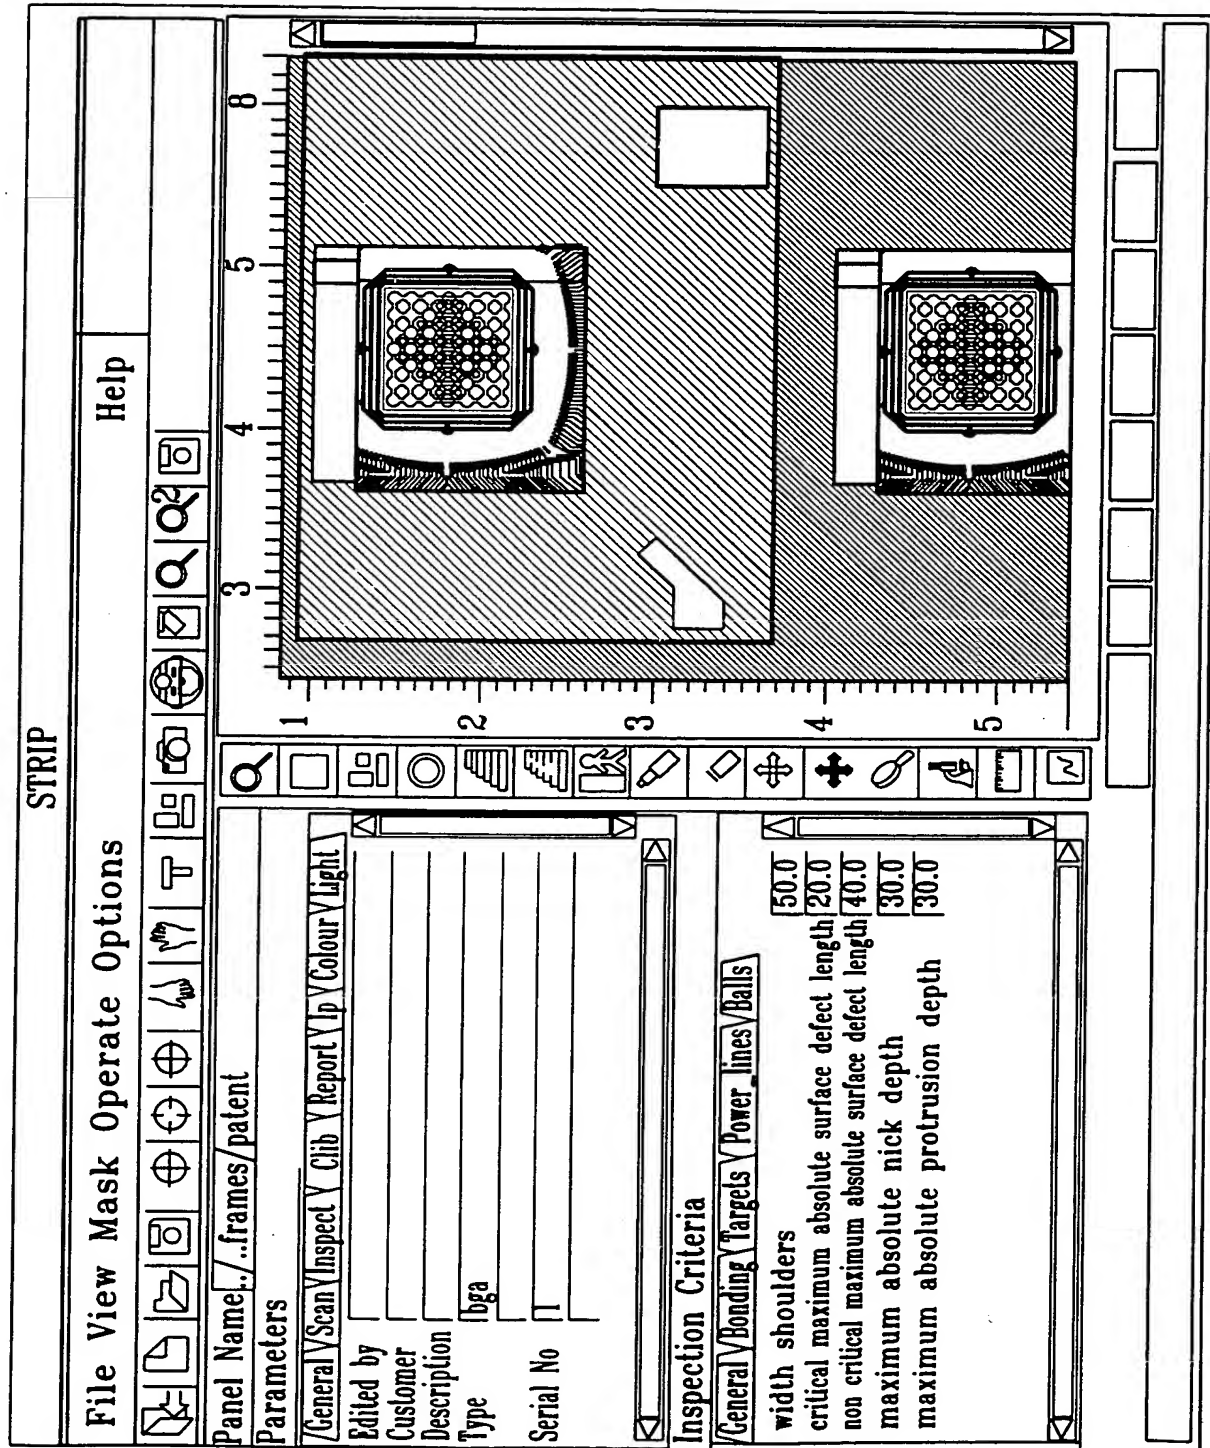 STRIP
File View Mask Operate Options Help
2
Panel Name ../..frames/patent
Parameters
General Scan Inspect Clib Report Ip Colour Light
Edited by
Customer
Description
Type bga
Serial No 1
Inspection Criteria
General Bonding Targets Power_lines Balls
width shoulders 50.0
critical maximum absolute surface defect length 20.0
non critical maximum absolute surface defect length 40.0
maximum absolute nick depth 30.0
maximum absolute protrusion depth 30.0
3 4 5 8
1
2
3
4
5